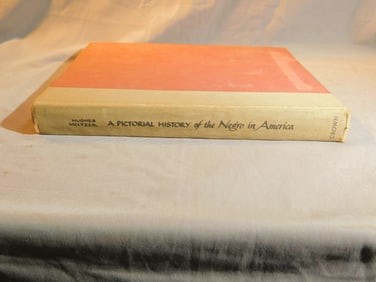 HUGHES
MELTZER
A PICTORIAL HISTORY of the Negro in America
CROWN